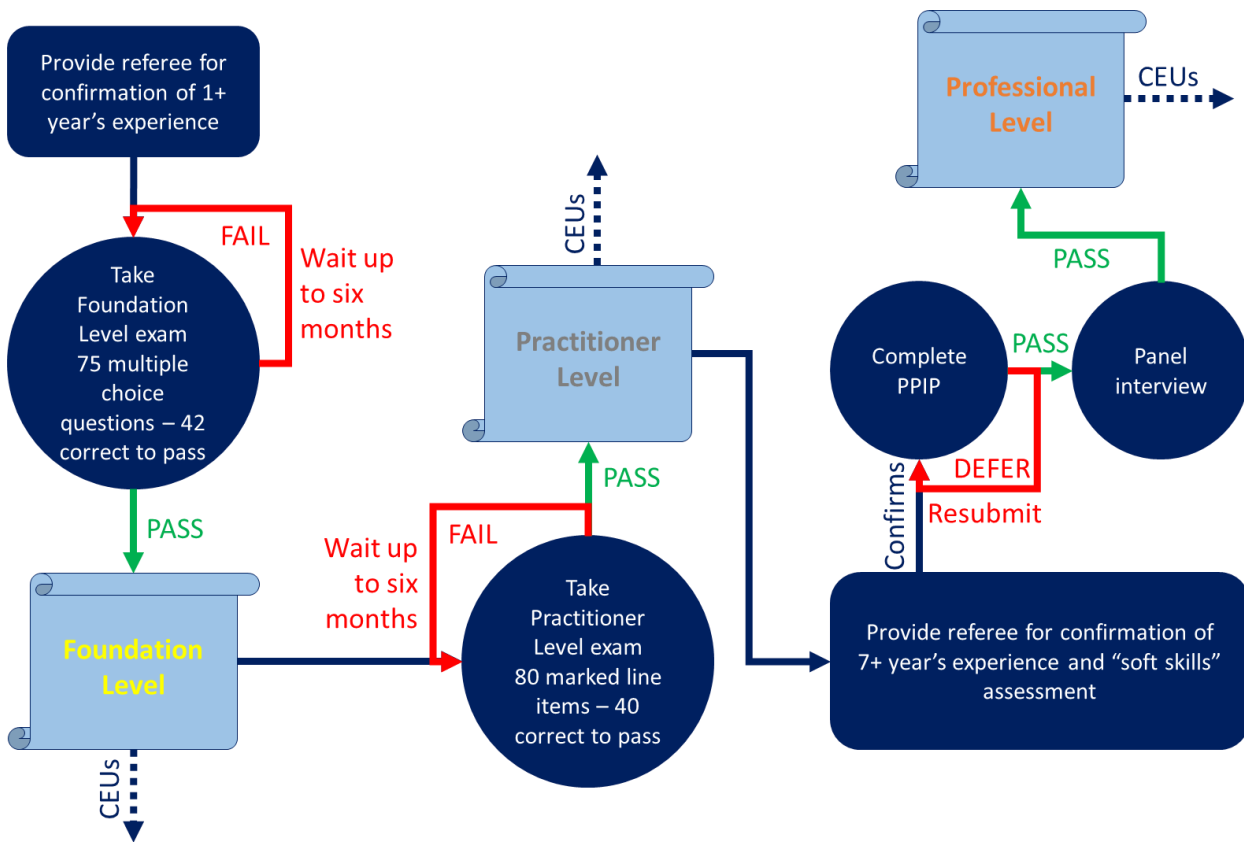 Provide referee for
confirmation of 1+
year’s experience
FAIL
Wait up
to six
months
Take
Foundation
Level exam
75 multiple
choice
questions – 42
correct to pass
PASS
Foundation
Level
CEUs
Wait up
to six
months
FAIL
Take
Practitioner
Level exam
80 marked line
items – 40
correct to pass
PASS
Practitioner
Level
CEUs
Provide referee for confirmation of
7+ year’s experience and “soft skills”
assessment
Confirms
DEFER
Resubmit
Complete
PPIP
PASS
Panel
interview
PASS
Professional
Level
CEUs